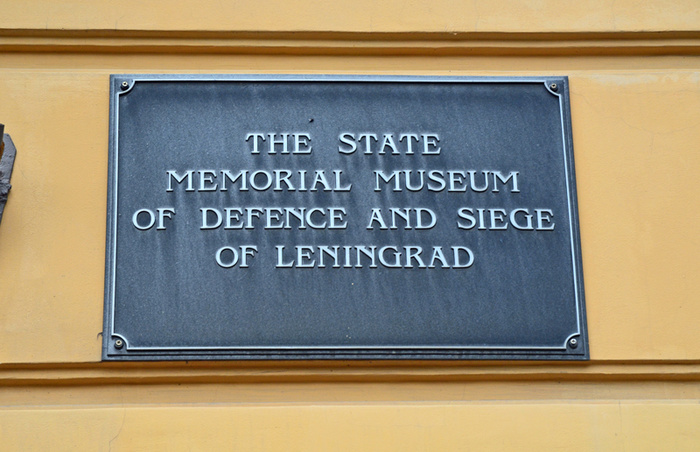 THE STATE
MEMORIAL MUSEUM
OF DEFENCE AND SIEGE
OF LENINGRAD